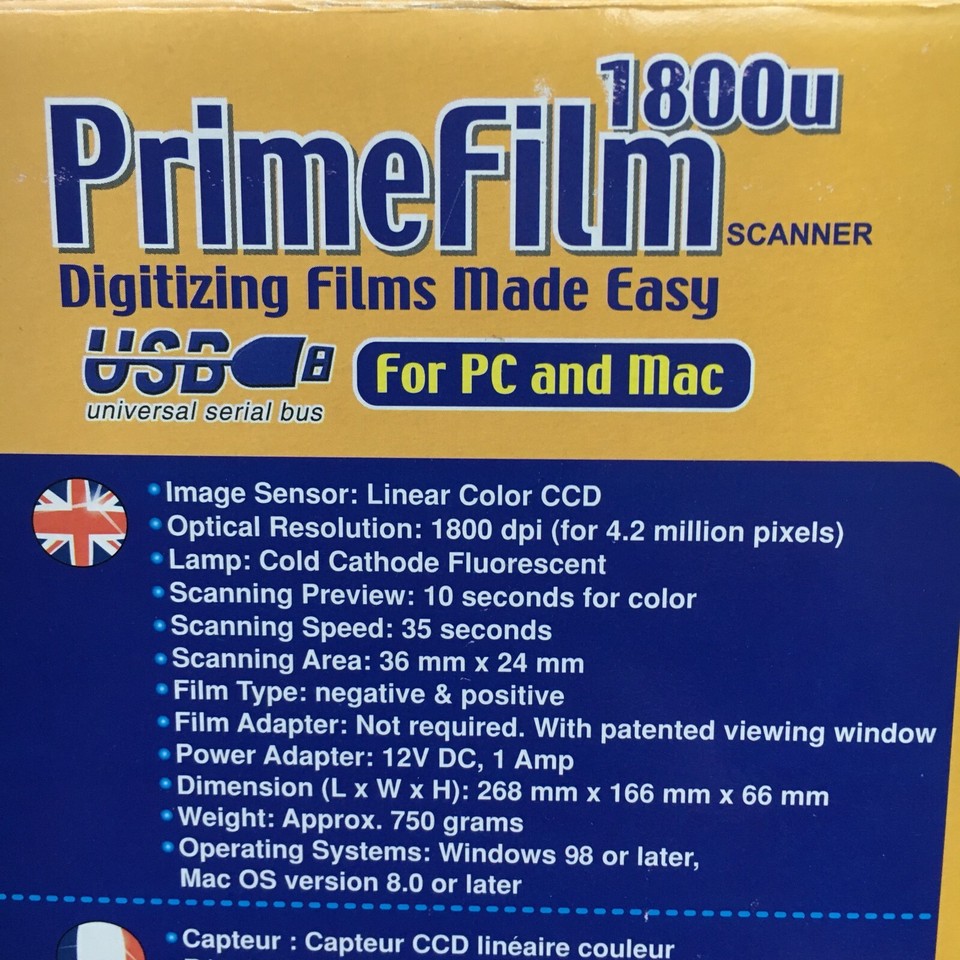 1800u
PrimeFilm
SCANNER
Digitizing Films Made Easy
USB
universal serial bus
For PC and Mac
• Image Sensor: Linear Color CCD
• Optical Resolution: 1800 dpi (for 4.2 million pixels)
• Lamp: Cold Cathode Fluorescent
• Scanning Preview: 10 seconds for color
• Scanning Speed: 35 seconds
• Scanning Area: 36 mm x 24 mm
• Film Type: negative & positive
• Film Adapter: Not required. With patented viewing window
• Power Adapter: 12V DC, 1 Amp
• Dimension (L x W x H): 268 mm x 166 mm x 66 mm
• Weight: Approx. 750 grams
• Operating Systems: Windows 98 or later,
Mac OS version 8.0 or later
• Capteur : Capteur CCD linéaire couleur